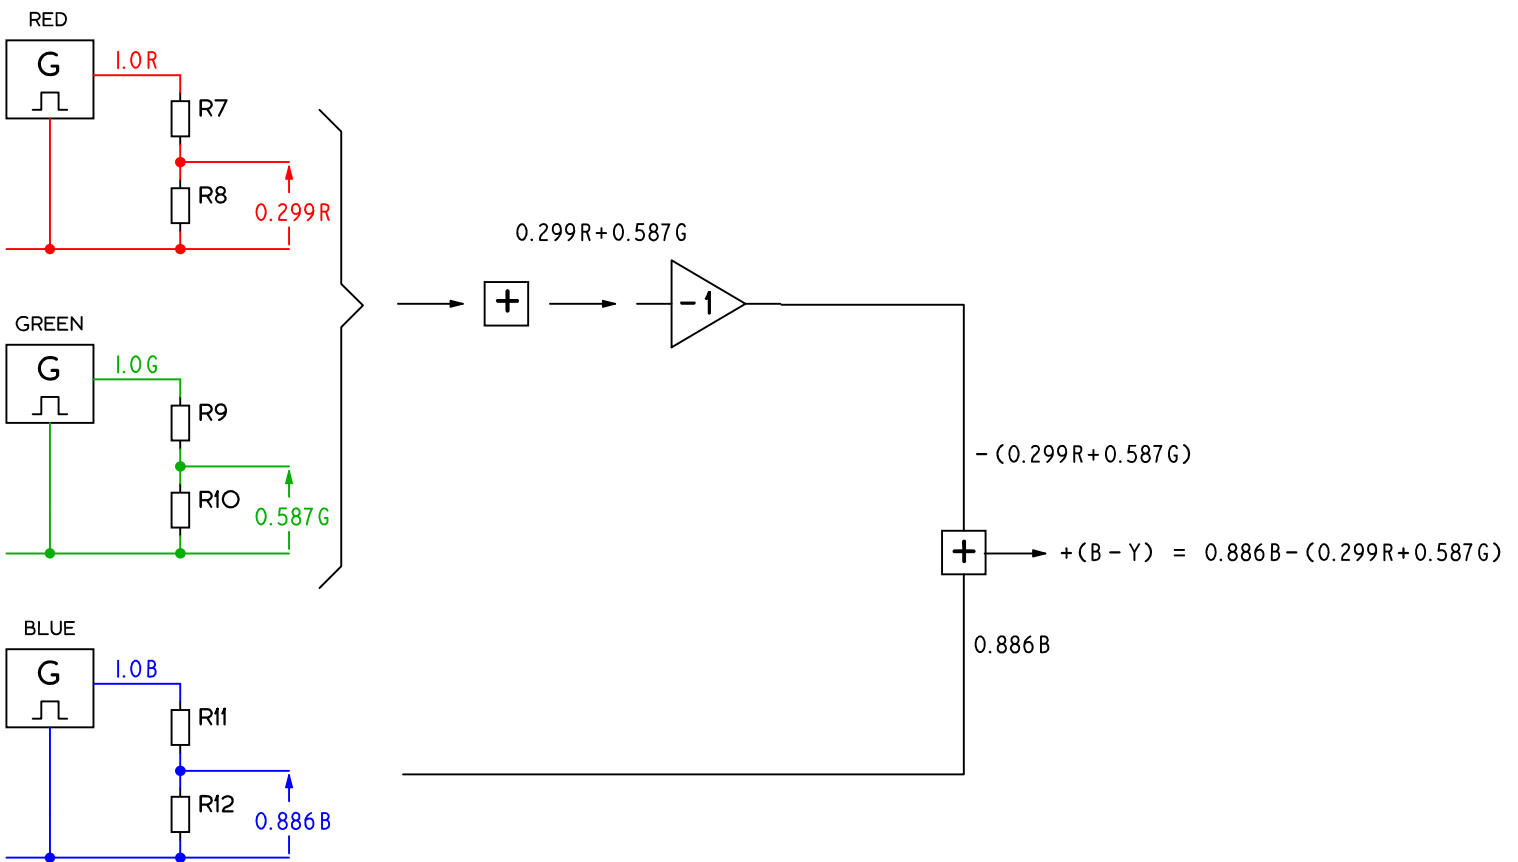 RED
G
1.0R
R7
R8
0.299R
0.299R+0.587G
+
-1
GREEN
G
1.0G
R9
R10
0.587G
-(0.299R+0.587G)
+
+(B-Y) = 0.886B-(0.299R+0.587G)
0.886B
BLUE
G
1.0B
R11
R12
0.886B